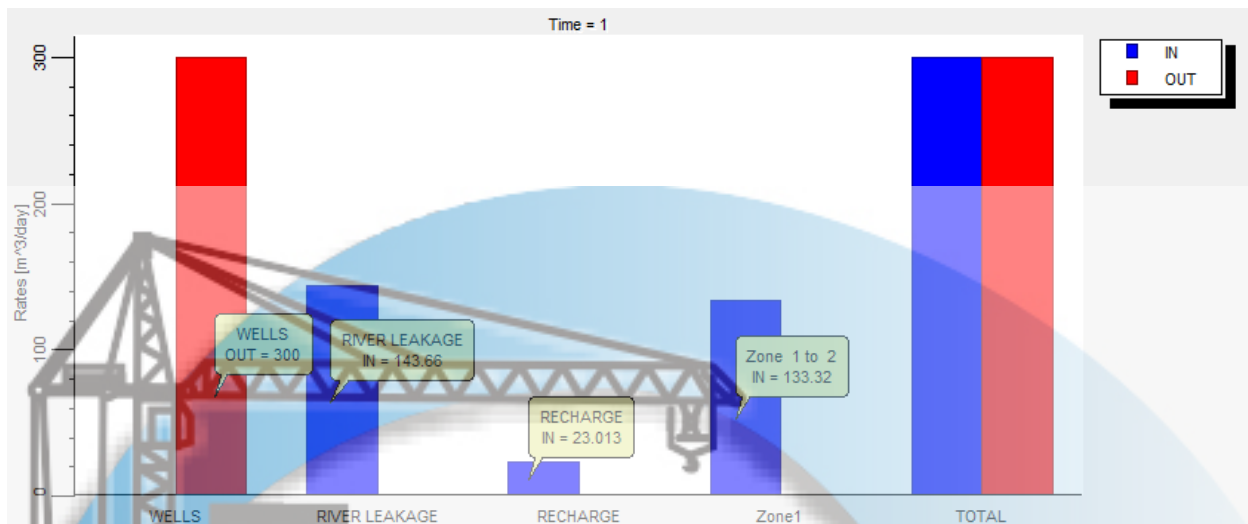 Time = 1
IN
OUT
300
200
100
0
Rates [m^3/day]
WELLS
OUT = 300
RIVER LEAKAGE
IN = 143.66
RECHARGE
IN = 23.013
Zone 1 to 2
IN = 133.32
WELLS
RIVER LEAKAGE
RECHARGE
Zone1
TOTAL